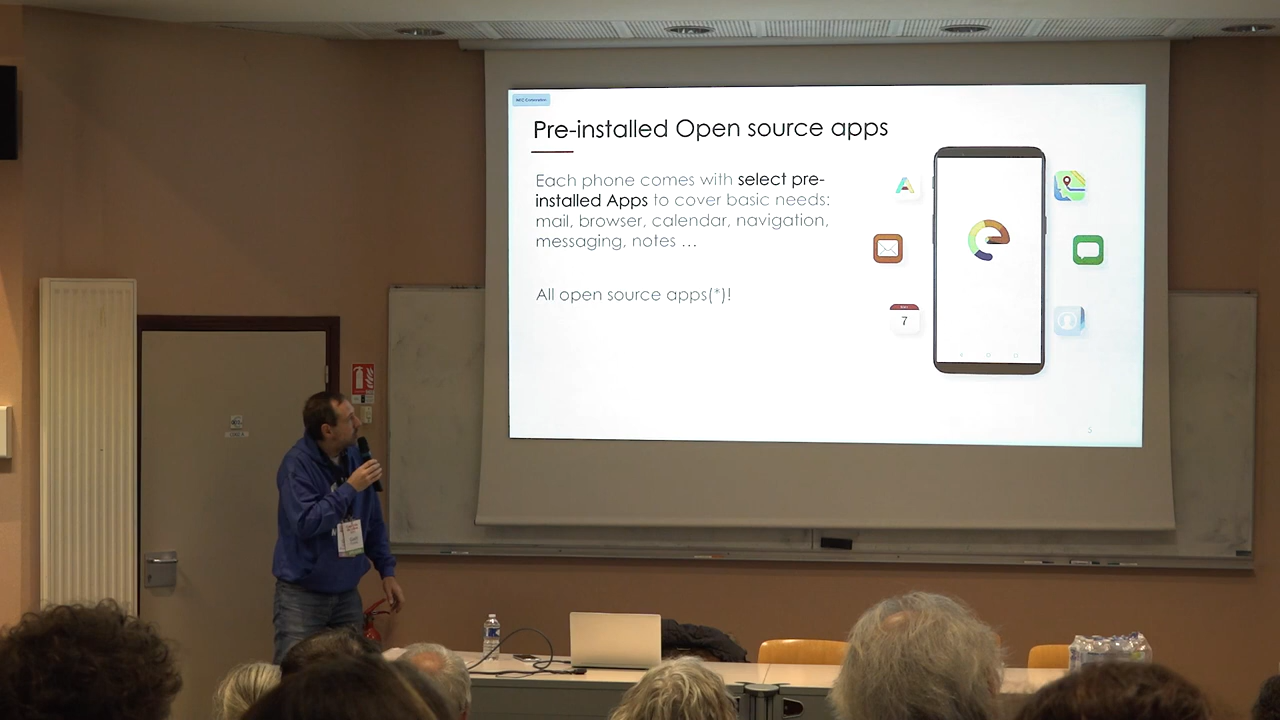 Pre-installed Open source apps
Each phone comes with select pre-
installed Apps to cover basic needs:
mail, browser, calendar, navigation,
messaging, notes ...
All open source apps(*)!
7
5